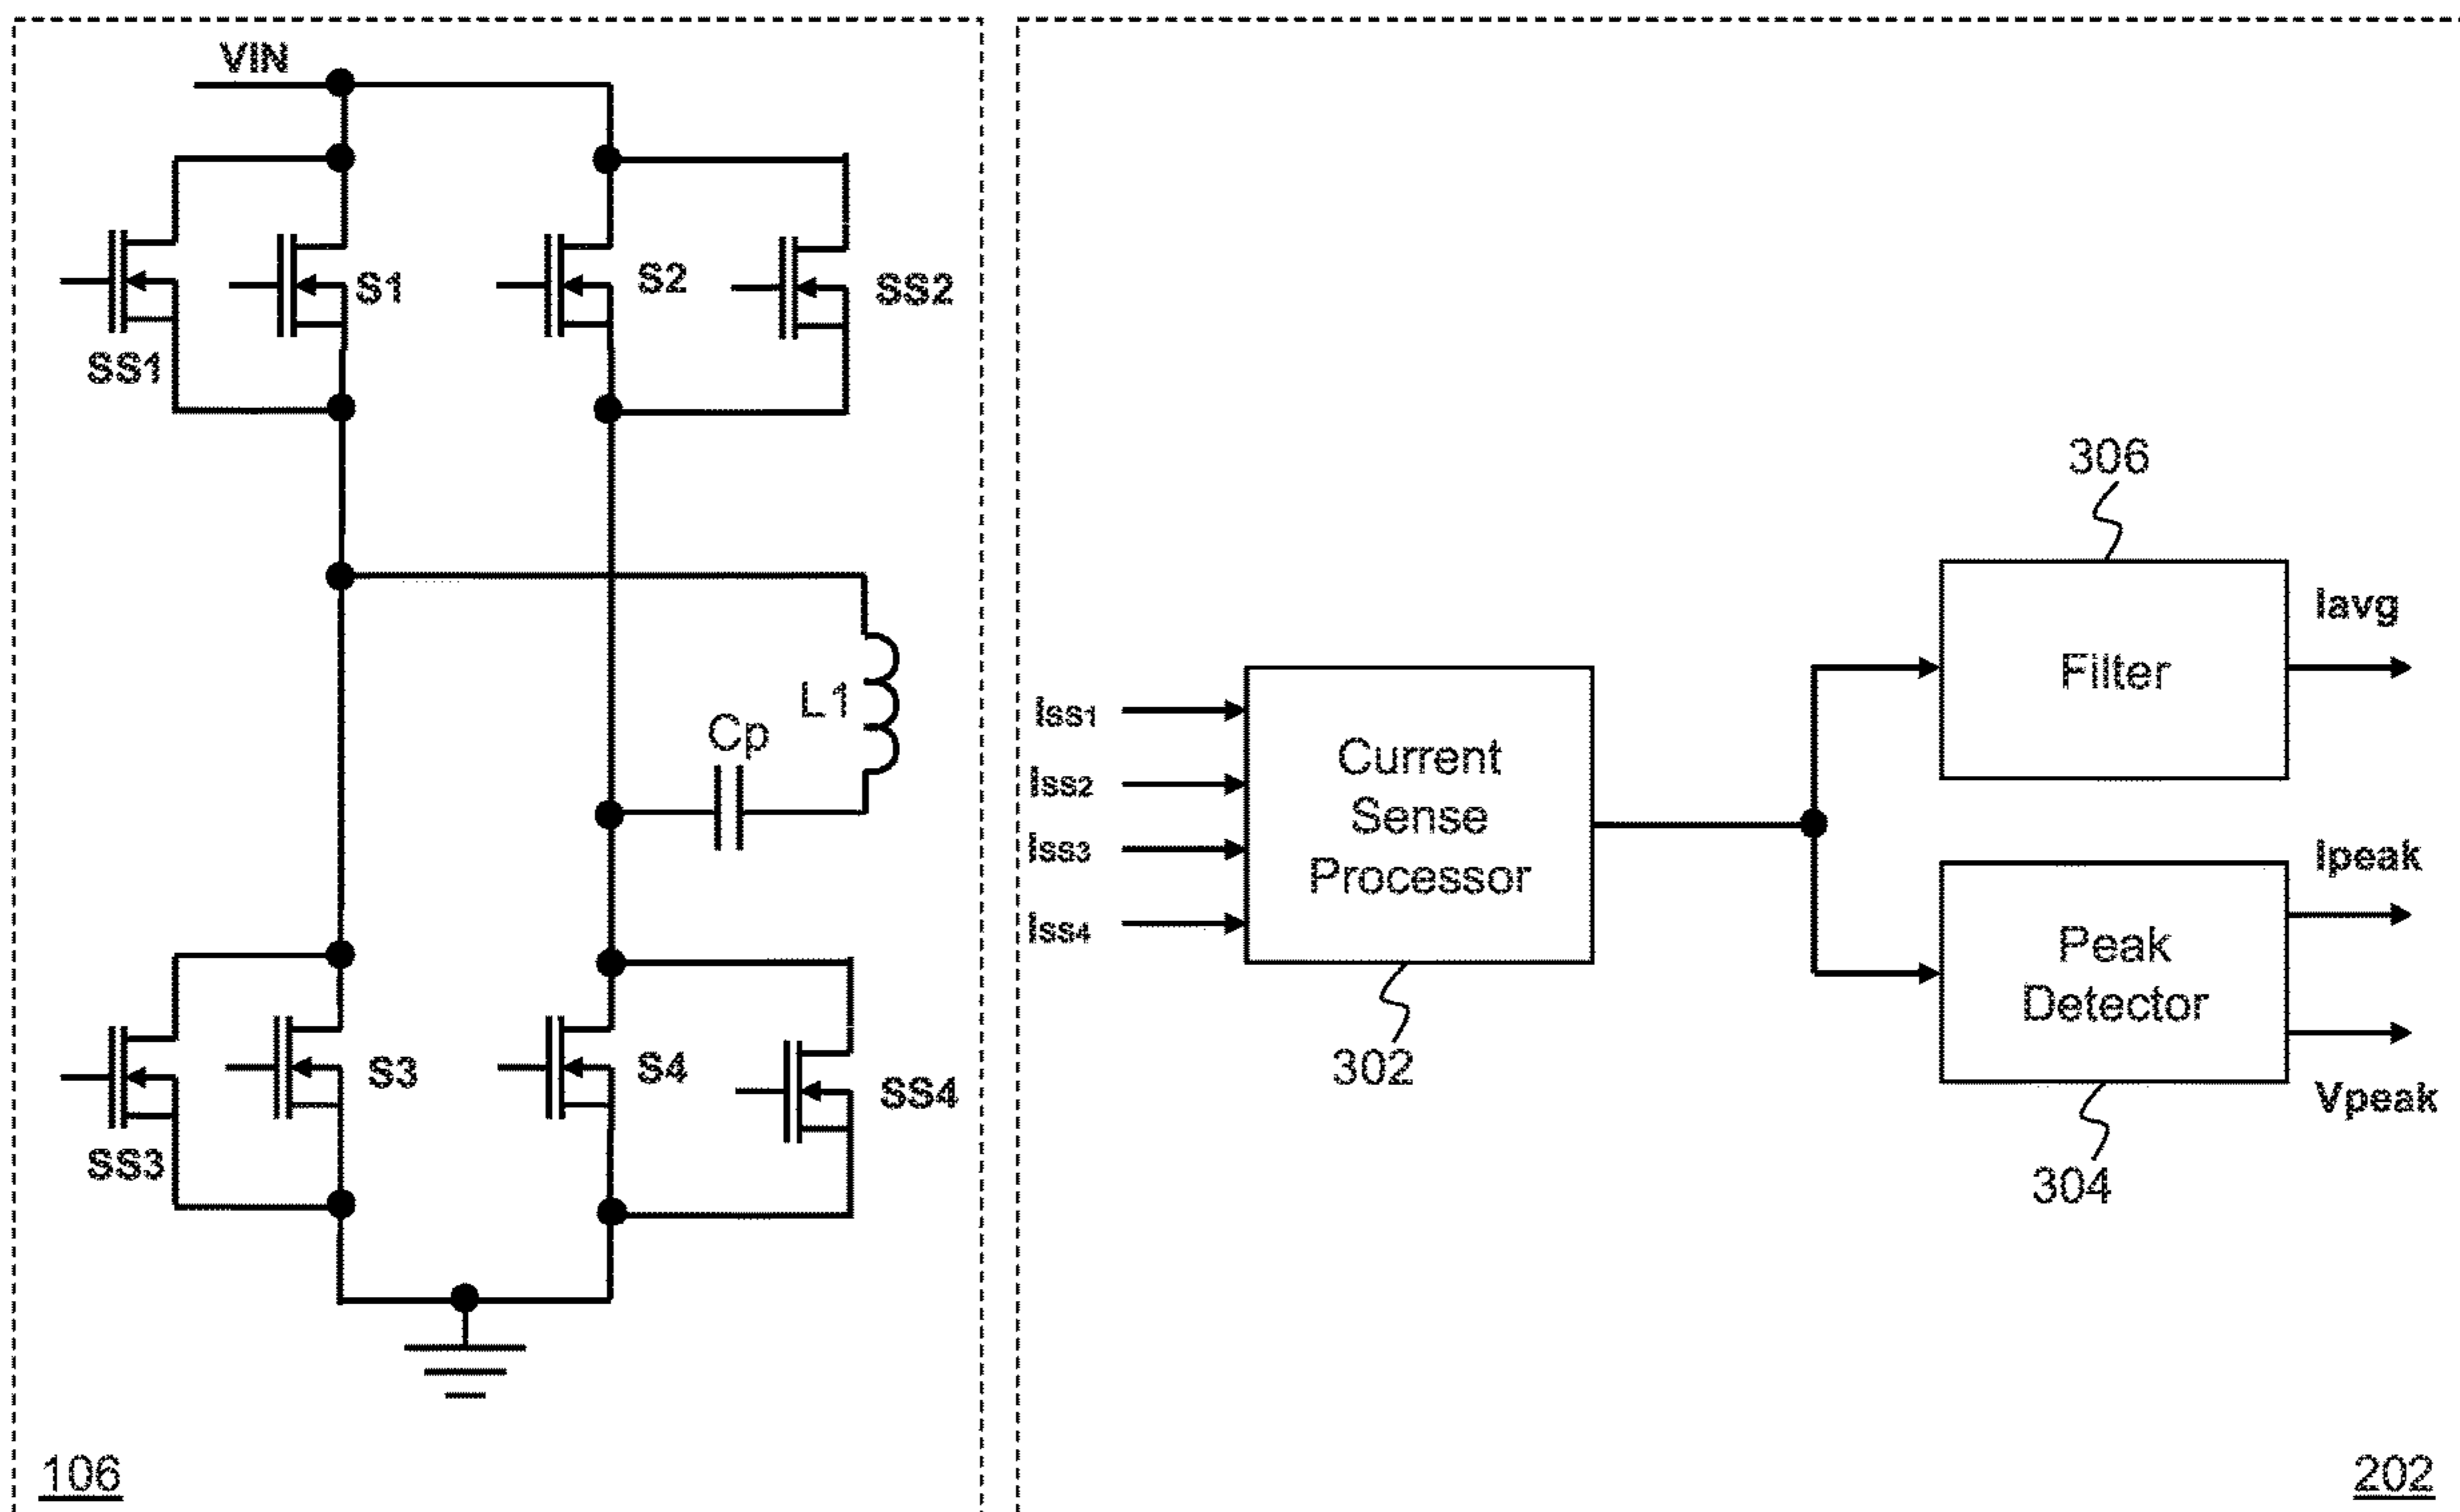 VIN
S1
S2
SS2
SS1
L1
Cp
S3
S4
SS4
SS3
106
ISS1
ISS2
ISS3
ISS4
Current
Sense
Processor
302
306
Filter
Iavg
Peak
Detector
Ipeak
Vpeak
304
202